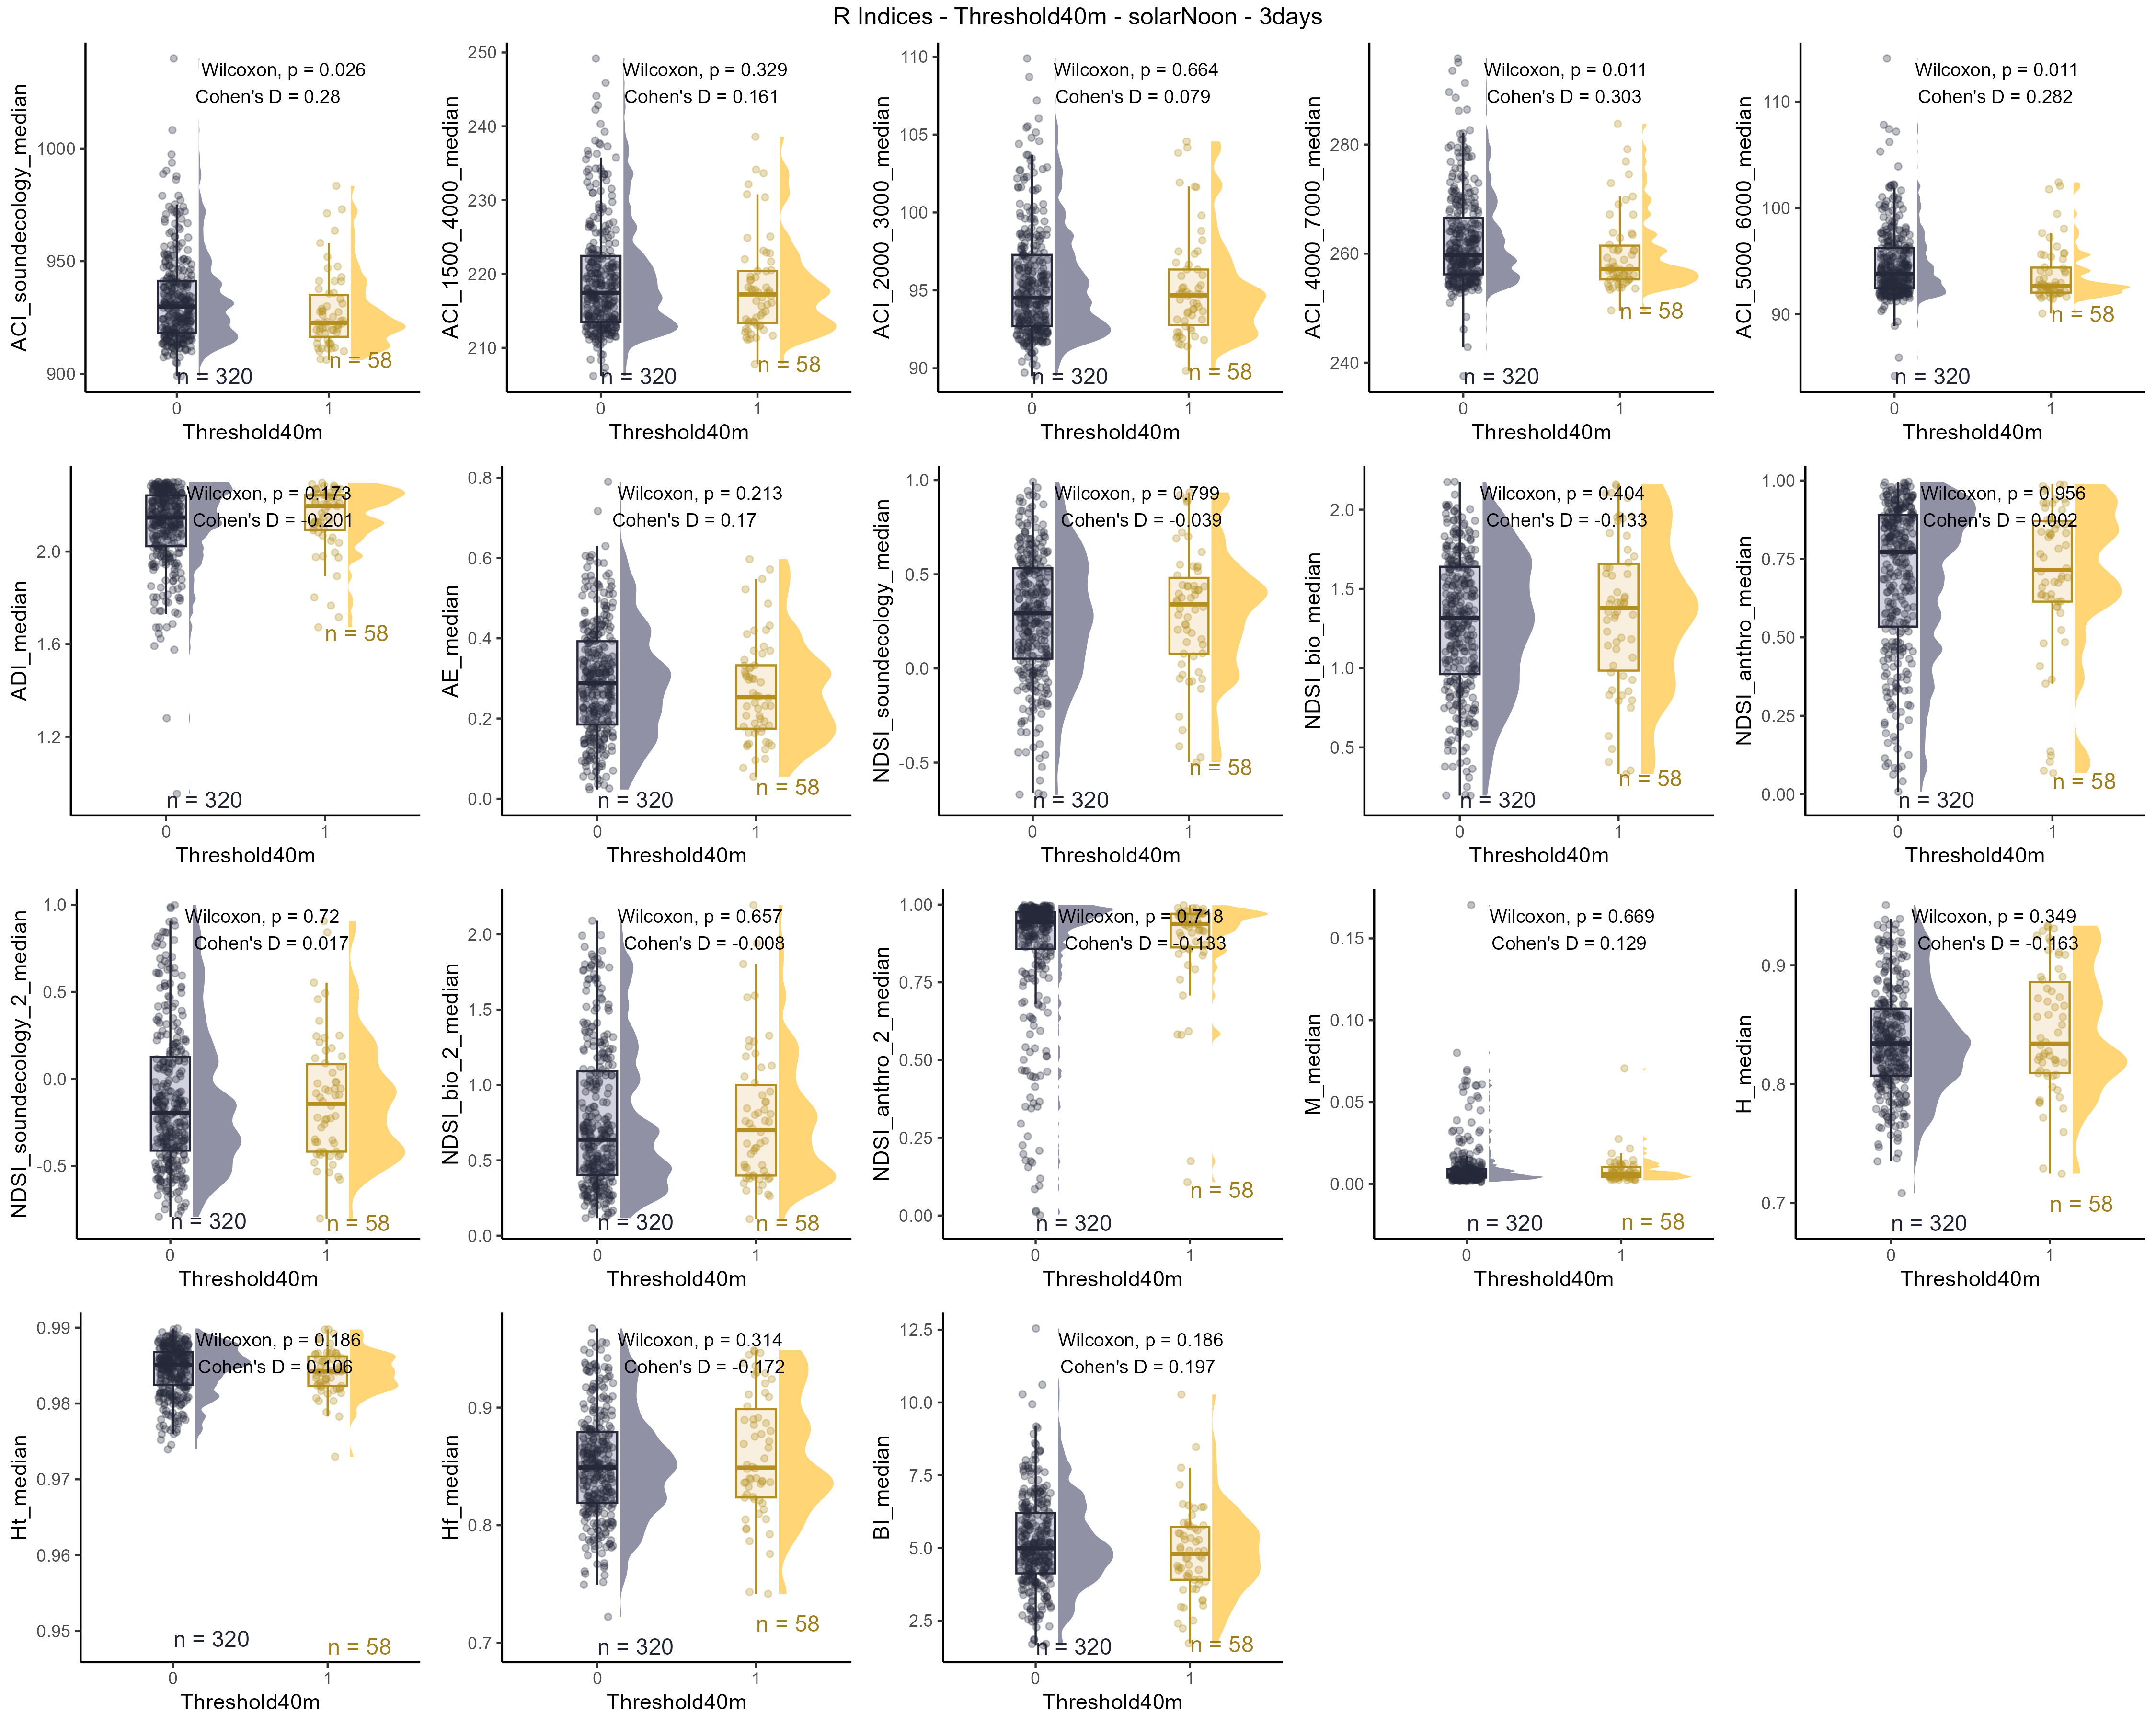 R Indices - Threshold40m - solarNoon - 3days
ACI_soundecology_median
1000
950
900
Wilcoxon, p = 0.026
Cohen's D = 0.28
n = 320
n = 58
0 1
Threshold40m
ACI_1500_4000_median
250
240
230
220
210
Wilcoxon, p = 0.329
Cohen's D = 0.161
n = 320
n = 58
0 1
Threshold40m
ACI_2000_3000_median
110
105
100
95
90
Wilcoxon, p = 0.664
Cohen's D = 0.079
n = 320
n = 58
0 1
Threshold40m
ACI_4000_7000_median
280
260
240
Wilcoxon, p = 0.011
Cohen's D = 0.303
n = 320
n = 58
0 1
Threshold40m
ACI_5000_6000_median
110
100
90
Wilcoxon, p = 0.011
Cohen's D = 0.282
n = 320
n = 58
0 1
Threshold40m
ADI_median
2.0
1.6
1.2
Wilcoxon, p = 0.173
Cohen's D = -0.201
n = 320
n = 58
0 1
Threshold40m
AE_median
0.8
0.6
0.4
0.2
0.0
Wilcoxon, p = 0.213
Cohen's D = 0.17
n = 320
n = 58
0 1
Threshold40m
NDSI_soundecology_median
1.0
0.5
0.0
-0.5
Wilcoxon, p = 0.799
Cohen's D = -0.039
n = 320
n = 58
0 1
Threshold40m
NDSI_bio_median
2.0
1.5
1.0
0.5
Wilcoxon, p = 0.404
Cohen's D = -0.133
n = 320
n = 58
0 1
Threshold40m
NDSI_anthro_median
1.00
0.75
0.50
0.25
0.00
Wilcoxon, p = 0.956
Cohen's D = 0.002
n = 320
n = 58
0 1
Threshold40m
NDSI_soundecology_2_median
1.0
0.5
0.0
-0.5
Wilcoxon, p = 0.72
Cohen's D = 0.017
n = 320
n = 58
0 1
Threshold40m
NDSI_bio_2_median
2.0
1.5
1.0
0.5
0.0
Wilcoxon, p = 0.657
Cohen's D = -0.008
n = 320
n = 58
0 1
Threshold40m
NDSI_anthro_2_median
1.00
0.75
0.50
0.25
0.00
Wilcoxon, p = 0.718
Cohen's D = -0.133
n = 320
n = 58
0 1
Threshold40m
M_median
0.15
0.10
0.05
0.00
Wilcoxon, p = 0.669
Cohen's D = 0.129
n = 320
n = 58
0 1
Threshold40m
H_median
0.9
0.8
0.7
Wilcoxon, p = 0.349
Cohen's D = -0.163
n = 320
n = 58
0 1
Threshold40m
Ht_median
0.99
0.98
0.97
0.96
0.95
Wilcoxon, p = 0.186
Cohen's D = 0.106
n = 320
n = 58
0 1
Threshold40m
Hf_median
0.9
0.8
0.7
Wilcoxon, p = 0.314
Cohen's D = -0.172
n = 320
n = 58
0 1
Threshold40m
BI_median
12.5
10.0
7.5
5.0
2.5
Wilcoxon, p = 0.186
Cohen's D = 0.197
n = 320
n = 58
0 1
Threshold40m